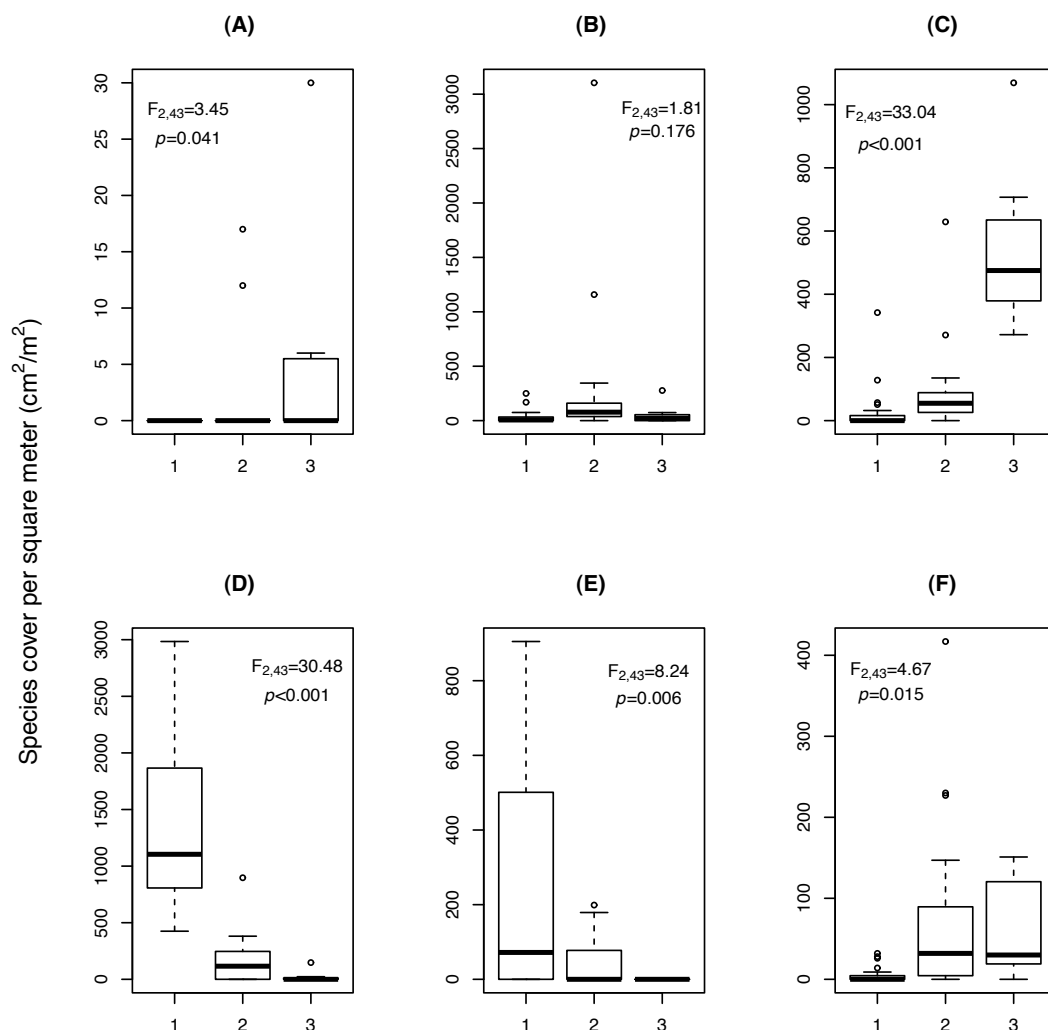 (A)
30
25
20
15
10
5
0
F2,43=3.45
p=0.041
1 2 3
(B)
3000
2500
2000
1500
1000
500
0
F2,43=1.81
p=0.176
1 2 3
(C)
1000
800
600
400
200
0
F2,43=33.04
p<0.001
1 2 3
Species cover per square meter (cm²/m²)
(D)
3000
2500
2000
1500
1000
500
0
F2,43=30.48
p<0.001
1 2 3
(E)
800
600
400
200
0
F2,43=8.24
p=0.006
1 2 3
(F)
400
300
200
100
0
F2,43=4.67
p=0.015
1 2 3